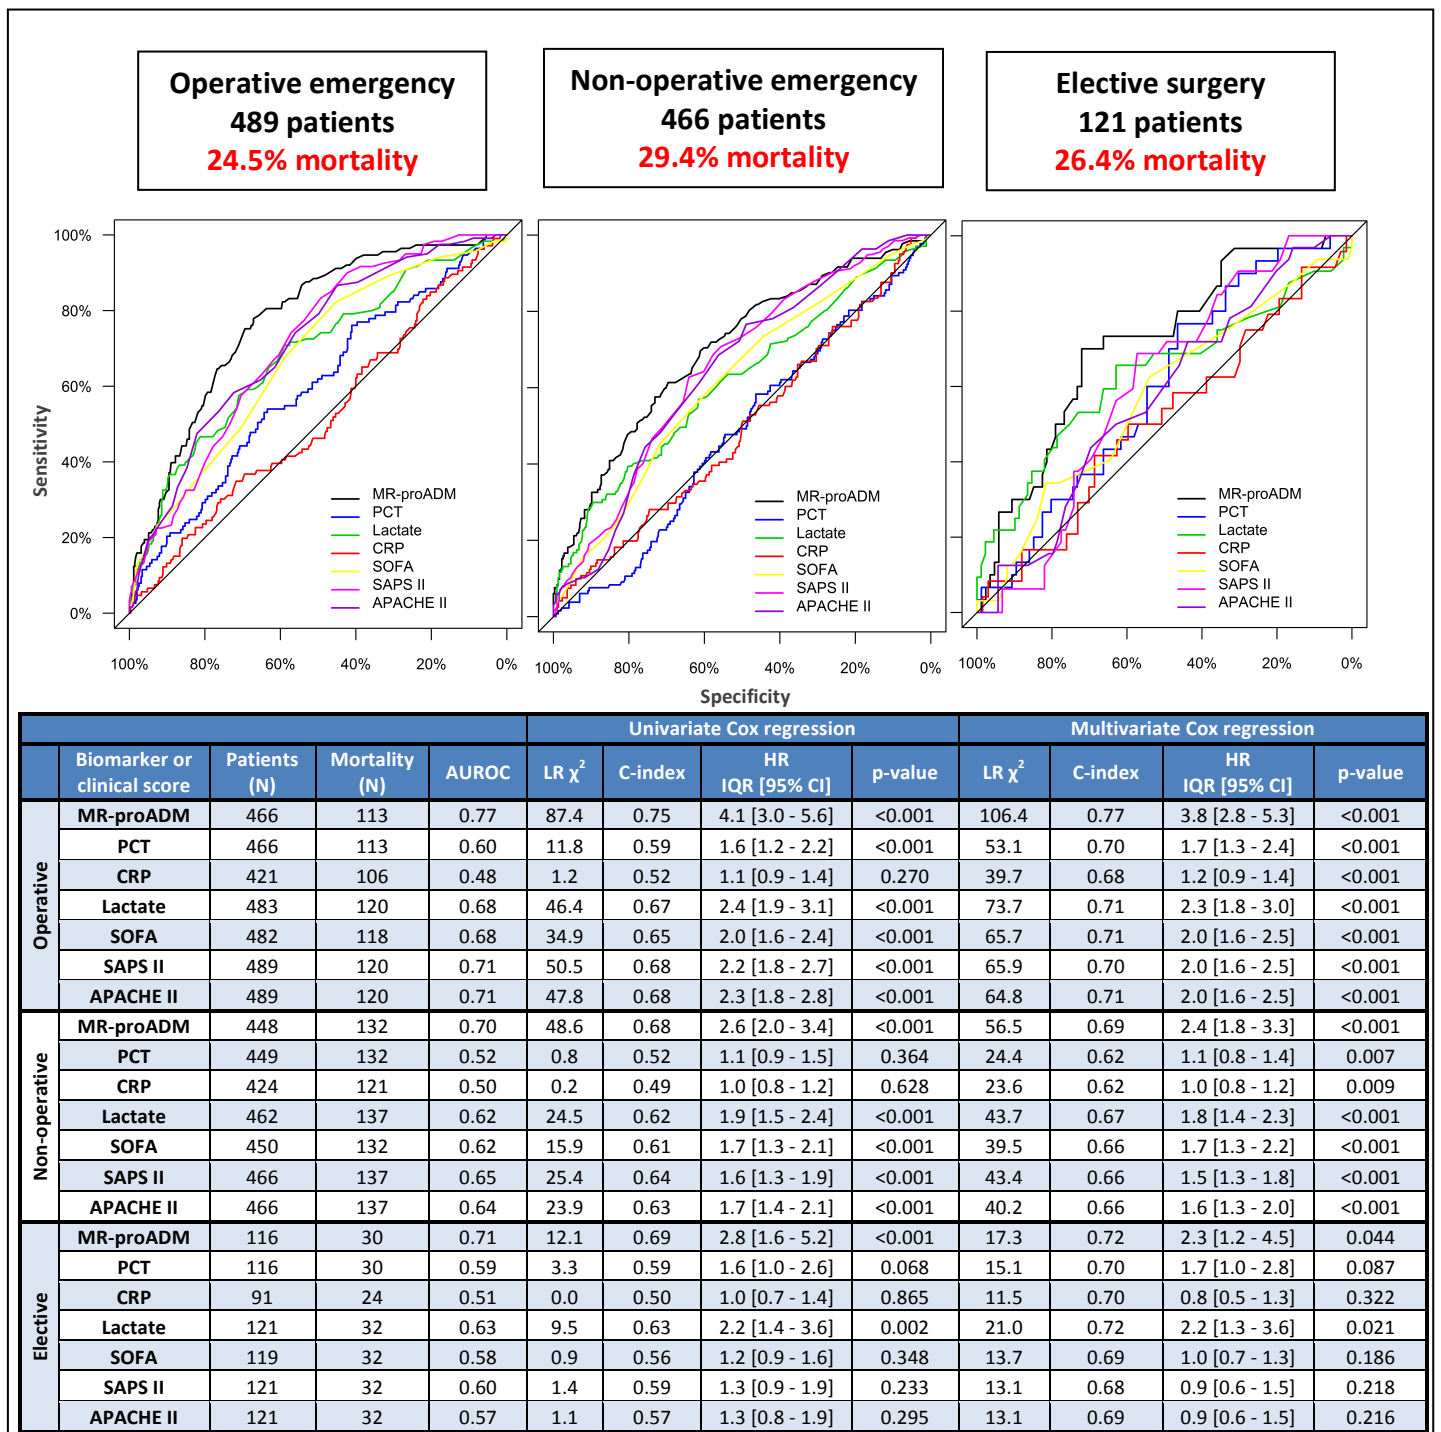 Operative emergency
489 patients
24.5% mortality
Non-operative emergency
466 patients
29.4% mortality
Elective surgery
121 patients
26.4% mortality
Sensitivity
100%
80%
60%
40%
20%
0%
MR-proADM
PCT
Lactate
CRP
SOFA
SAPS II
APACHE II
100% 80% 60% 40% 20% 0%
MR-proADM
PCT
Lactate
CRP
SOFA
SAPS II
APACHE II
100% 80% 60% 40% 20% 0%
MR-proADM
PCT
Lactate
CRP
SOFA
SAPS II
APACHE II
100% 80% 60% 40% 20% 0%
Specificity
Univariate Cox regression Multivariate Cox regression
Biomarker or clinical score Patients (N) Mortality (N) AUROC LR χ² C-index HR IQR [95% CI] p-value LR χ² C-index HR IQR [95% CI] p-value
Operative
MR-proADM 466 113 0.77 87.4 0.75 4.1 [3.0 - 5.6] <0.001 106.4 0.77 3.8 [2.8 - 5.3] <0.001
PCT 466 113 0.60 11.8 0.59 1.6 [1.2 - 2.2] <0.001 53.1 0.70 1.7 [1.3 - 2.4] <0.001
CRP 421 106 0.48 1.2 0.52 1.1 [0.9 - 1.4] 0.270 39.7 0.68 1.2 [0.9 - 1.4] <0.001
Lactate 483 120 0.68 46.4 0.67 2.4 [1.9 - 3.1] <0.001 73.7 0.71 2.3 [1.8 - 3.0] <0.001
SOFA 482 118 0.68 34.9 0.65 2.0 [1.6 - 2.4] <0.001 65.7 0.71 2.0 [1.6 - 2.5] <0.001
SAPS II 489 120 0.71 50.5 0.68 2.2 [1.8 - 2.7] <0.001 65.9 0.70 2.0 [1.6 - 2.5] <0.001
APACHE II 489 120 0.71 47.8 0.68 2.3 [1.8 - 2.8] <0.001 64.8 0.71 2.0 [1.6 - 2.5] <0.001
Non-operative
MR-proADM 448 132 0.70 48.6 0.68 2.6 [2.0 - 3.4] <0.001 56.5 0.69 2.4 [1.8 - 3.3] <0.001
PCT 449 132 0.52 0.8 0.52 1.1 [0.9 - 1.5] 0.364 24.4 0.62 1.1 [0.8 - 1.4] 0.007
CRP 424 121 0.50 0.2 0.49 1.0 [0.8 - 1.2] 0.628 23.6 0.62 1.0 [0.8 - 1.2] 0.009
Lactate 462 137 0.62 24.5 0.62 1.9 [1.5 - 2.4] <0.001 43.7 0.67 1.8 [1.4 - 2.3] <0.001
SOFA 450 132 0.62 15.9 0.61 1.7 [1.3 - 2.1] <0.001 39.5 0.66 1.7 [1.3 - 2.2] <0.001
SAPS II 466 137 0.65 25.4 0.64 1.6 [1.3 - 1.9] <0.001 43.4 0.66 1.5 [1.3 - 1.8] <0.001
APACHE II 466 137 0.64 23.9 0.63 1.7 [1.4 - 2.1] <0.001 40.2 0.66 1.6 [1.3 - 2.0] <0.001
Elective
MR-proADM 116 30 0.71 12.1 0.69 2.8 [1.6 - 5.2] <0.001 17.3 0.72 2.3 [1.2 - 4.5] 0.044
PCT 116 30 0.59 3.3 0.59 1.6 [1.0 - 2.6] 0.068 15.1 0.70 1.7 [1.0 - 2.8] 0.087
CRP 91 24 0.51 0.0 0.50 1.0 [0.7 - 1.4] 0.865 11.5 0.70 0.8 [0.5 - 1.3] 0.322
Lactate 121 32 0.63 9.5 0.63 2.2 [1.4 - 3.6] 0.002 21.0 0.72 2.2 [1.3 - 3.6] 0.021
SOFA 119 32 0.58 0.9 0.56 1.2 [0.9 - 1.6] 0.348 13.7 0.69 1.0 [0.7 - 1.3] 0.186
SAPS II 121 32 0.60 1.4 0.59 1.3 [0.9 - 1.9] 0.233 13.1 0.68 0.9 [0.6 - 1.5] 0.218
APACHE II 121 32 0.57 1.1 0.57 1.3 [0.8 - 1.9] 0.295 13.1 0.69 0.9 [0.6 - 1.5] 0.216